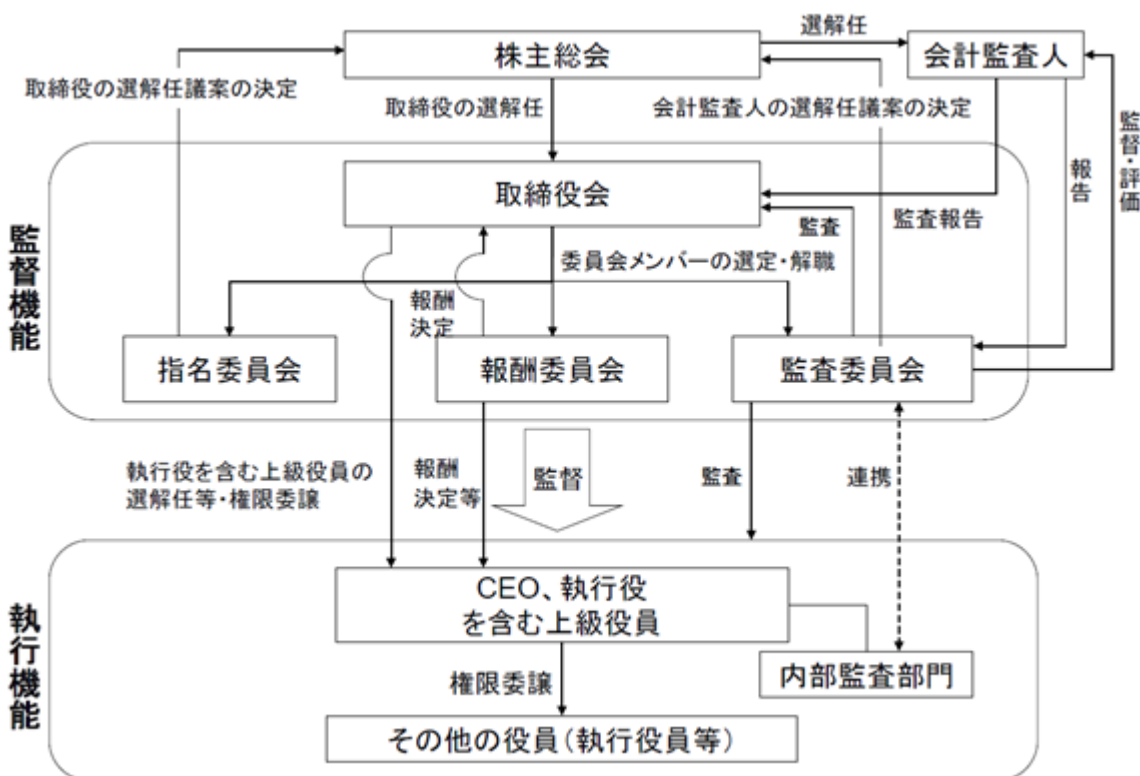 選解任
株主総会
会計監査人
取締役の選解任議案の決定
取締役の選解任
会計監査人の選解任議案の決定
監督・評価
報告
取締役会
監査
監査報告
監督機能
委員会メンバーの選定・解職
報酬
決定
指名委員会
報酬委員会
監査委員会
執行役を含む上級役員の
選解任等・権限委譲
報酬
決定等
監督
監査
連携
執行機能
CEO、執行役
を含む上級役員
内部監査部門
権限委譲
その他の役員(執行役員等)